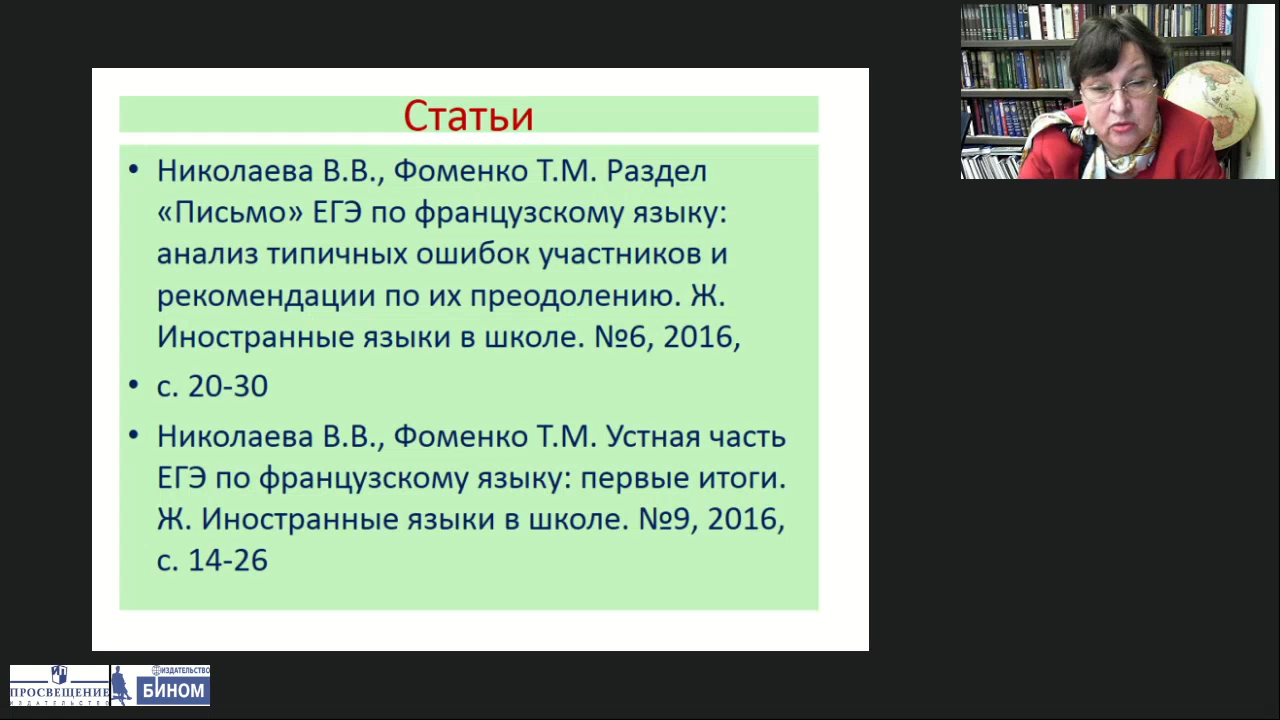 Статьи
• Николаева В.В., Фоменко Т.М. Раздел
«Письмо» ЕГЭ по французскому языку:
анализ типичных ошибок участников и
рекомендации по их преодолению. Ж.
Иностранные языки в школе. №6, 2016,
• с. 20-30
• Николаева В.В., Фоменко Т.М. Устная часть
ЕГЭ по французскому языку: первые итоги.
Ж. Иностранные языки в школе. №9, 2016,
с. 14-26
ПРОСВЕЩЕНИЕ
ИЗДАТЕЛЬСТВО
ИЗДАТЕЛЬСТВО
БИНОМ